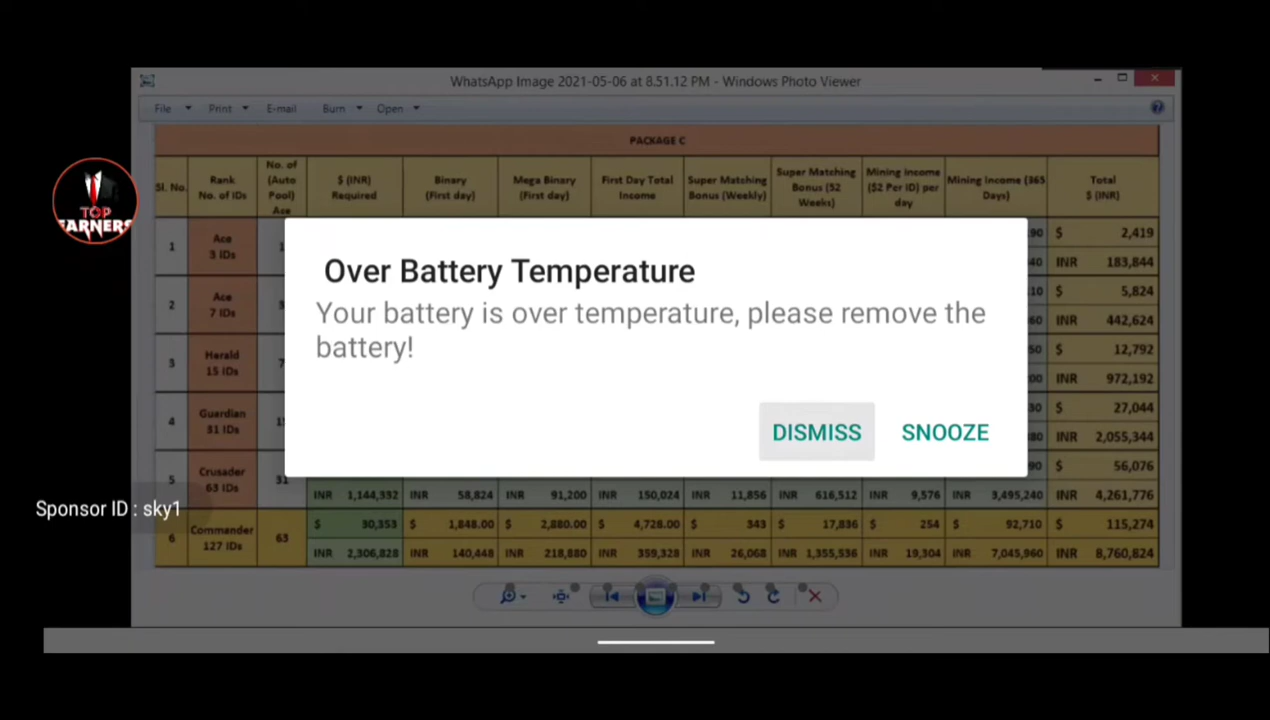 WhatsApp Image 2021-05-06 at 8.51.12 PM - Windows Photo Viewer
File Print E-mail Burn Open
PACKAGE C
Sl. No. Rank No. of IDs No. of (Auto Pool) Ace $ (INR) Required Binary (First day) Mega Binary (First day) First Day Total Income Super Matching Bonus (Weekly) Super Matching Bonus (52 Weeks) Mining Income ($2 Per ID) per day Mining Income (365 Days) Total $ (INR)
TOP EARNERS
1 Ace 3 IDs $ 2,419
INR 183,844
2 Ace 7 IDs $ 5,824
INR 442,624
3 Herald 15 IDs $ 12,792
INR 972,192
4 Guardian 31 IDs $ 27,044
INR 2,055,344
5 Crusader 63 IDs 31 $ 56,076
INR 1,144,332 INR 58,824 INR 91,200 INR 150,024 INR 11,856 INR 616,512 INR 9,576 INR 3,495,240 INR 4,261,776
6 Commander 127 IDs 63 $ 30,353 $ 1,848.00 $ 2,880.00 $ 4,728.00 $ 343 $ 17,836 $ 254 $ 92,710 $ 115,274
INR 2,306,828 INR 140,448 INR 218,880 INR 359,328 INR 26,068 INR 1,355,536 INR 19,304 INR 7,045,960 INR 8,760,824
Over Battery Temperature
Your battery is over temperature, please remove the
battery!
DISMISS SNOOZE
Sponsor ID : sky1